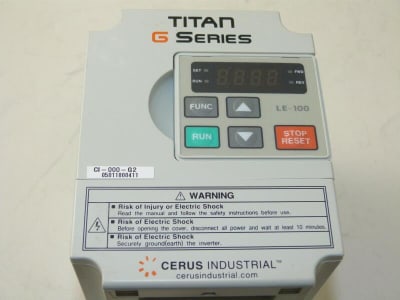 TITAN
G SERIES
SET FWD
RUN REV
FUNC LE-100
RUN STOP RESET
CI-000-G2
05011000411
WARNING
Risk of Injury or Electric Shock
Read the manual and follow the safety instructions before use.
Risk of Electric Shock
Before opening the cover, disconnect all power and wait at least 10 minutes.
Risk of Electric Shock
Securely ground(earth) the inverter.
CERUS INDUSTRIAL™
cerusindustrial.com